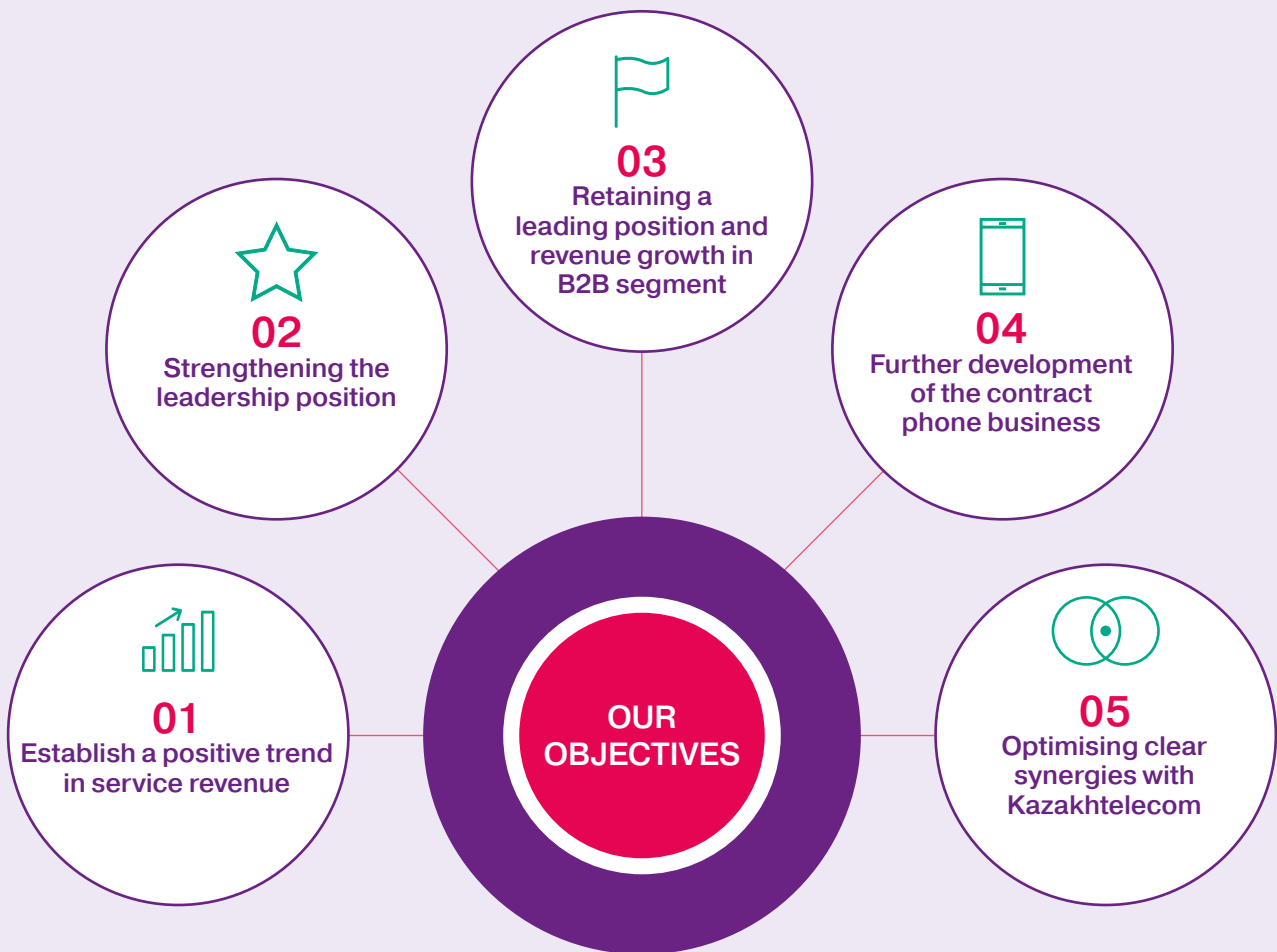 01
Establish a positive trend
in service revenue
02
Strengthening the
leadership position
03
Retaining a
leading position and
revenue growth in
B2B segment
04
Further development
of the contract
phone business
05
Optimising clear
synergies with
Kazakhtelecom
OUR
OBJECTIVES